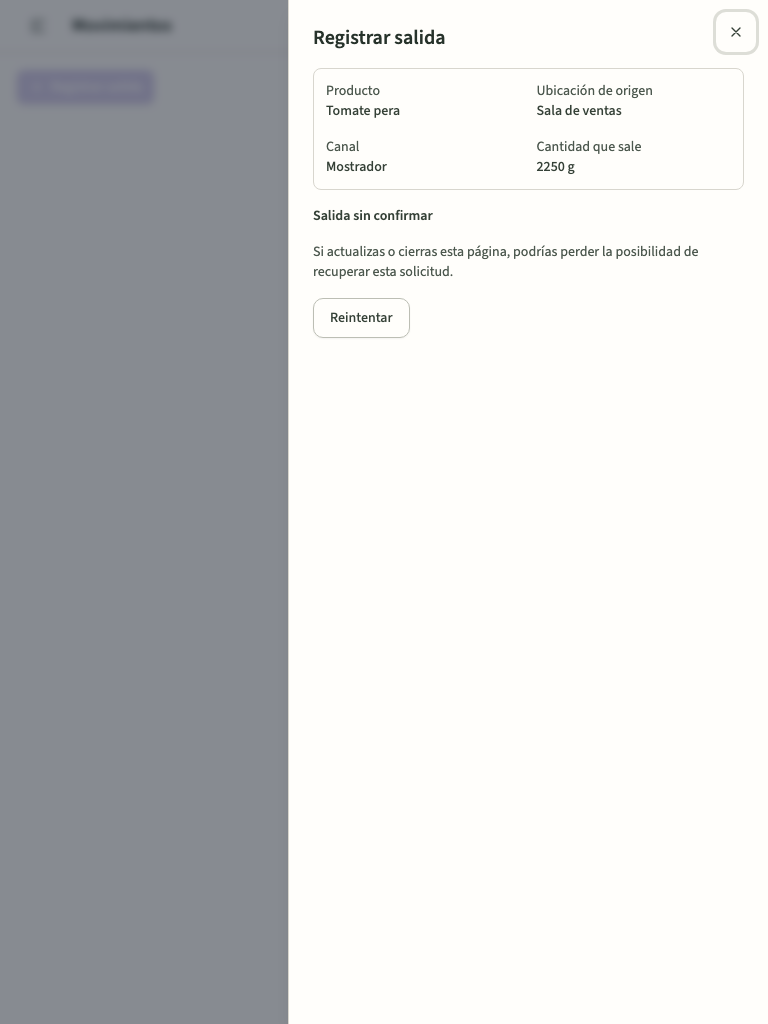 Movimientos
Registrar salida
Producto
Tomate pera
Ubicación de origen
Sala de ventas
Canal
Mostrador
Cantidad que sale
2250 g
Salida sin confirmar
Si actualizas o cierras esta página, podrías perder la posibilidad de
recuperar esta solicitud.
Reintentar